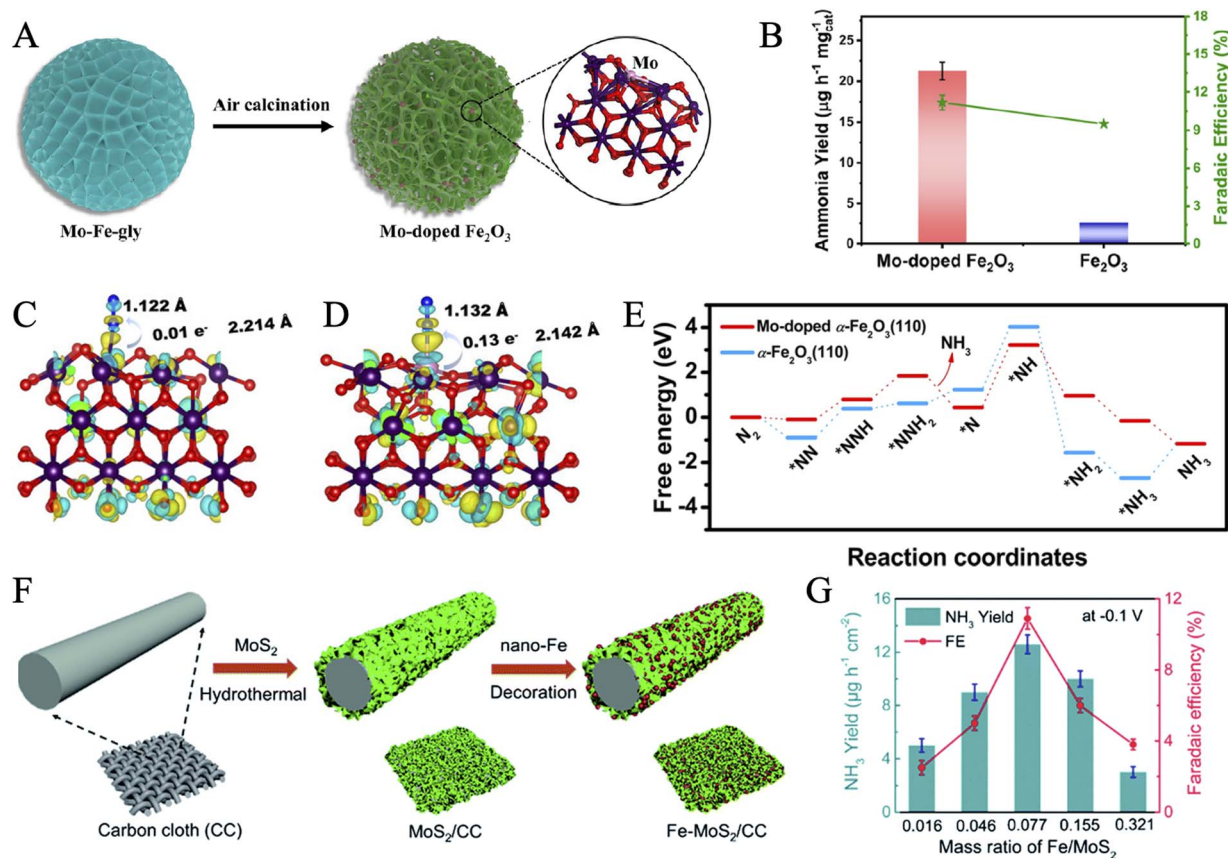 A
Mo-Fe-gly
Air calcination
Mo-doped Fe₂O₃
Mo
B
Ammonia Yield (μg h⁻¹ mg⁻¹cat)
25
20
15
10
5
0
Mo-doped Fe₂O₃
Fe₂O₃
18
15
12
9
6
3
0
Faradaic Efficiency (%)
C
1.122 Å
0.01 e⁻
2.214 Å
D
1.132 Å
0.13 e⁻
2.142 Å
E
Free energy (eV)
4
2
0
-2
-4
Mo-doped α-Fe₂O₃(110)
α-Fe₂O₃(110)
N₂
*NN
*NNH
*NNH₂
NH₃
*N
*NH
*NH₂
*NH₃
NH₃
Reaction coordinates
F
Carbon cloth (CC)
MoS₂
Hydrothermal
MoS₂/CC
nano-Fe
Decoration
Fe-MoS₂/CC
G
NH₃ Yield (μg h⁻¹ cm⁻²)
16
12
8
4
0
NH₃ Yield
FE
at -0.1 V
12
10
8
6
4
2
0
Faradaic efficiency (%)
0.016
0.046
0.077
0.155
0.321
Mass ratio of Fe/MoS₂